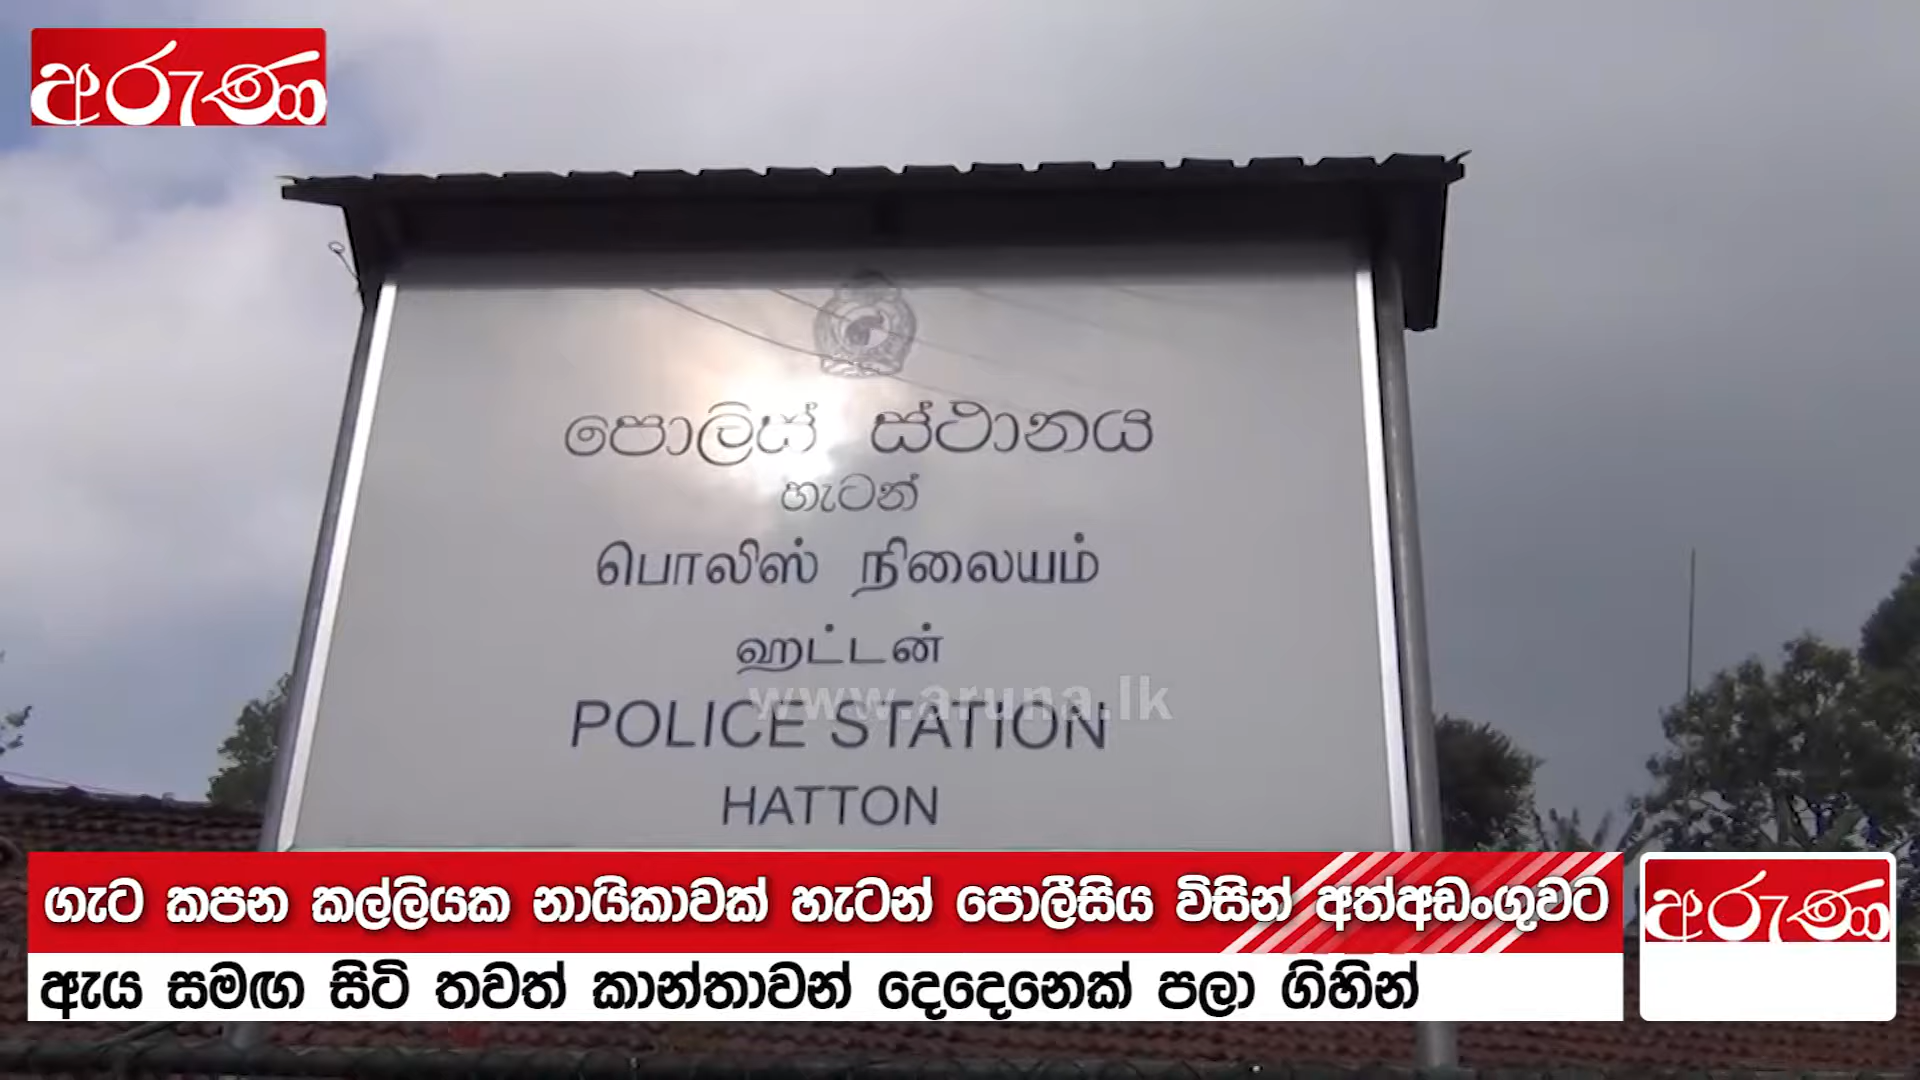 අරුණ
පොලිස් ස්ථානය
හැටන්
பொலிஸ் நிலையம்
ஹட்டன்
www.aruna.lk
POLICE STATION
HATTON
ගැට කපන කල්ලියක නායිකාවක් හැටන් පොලීසිය විසින් අත්අඩංගුවට
අරුණ
ඇය සමඟ සිටි තවත් කාන්තාවන් දෙදෙනෙක් පලා ගිහින්